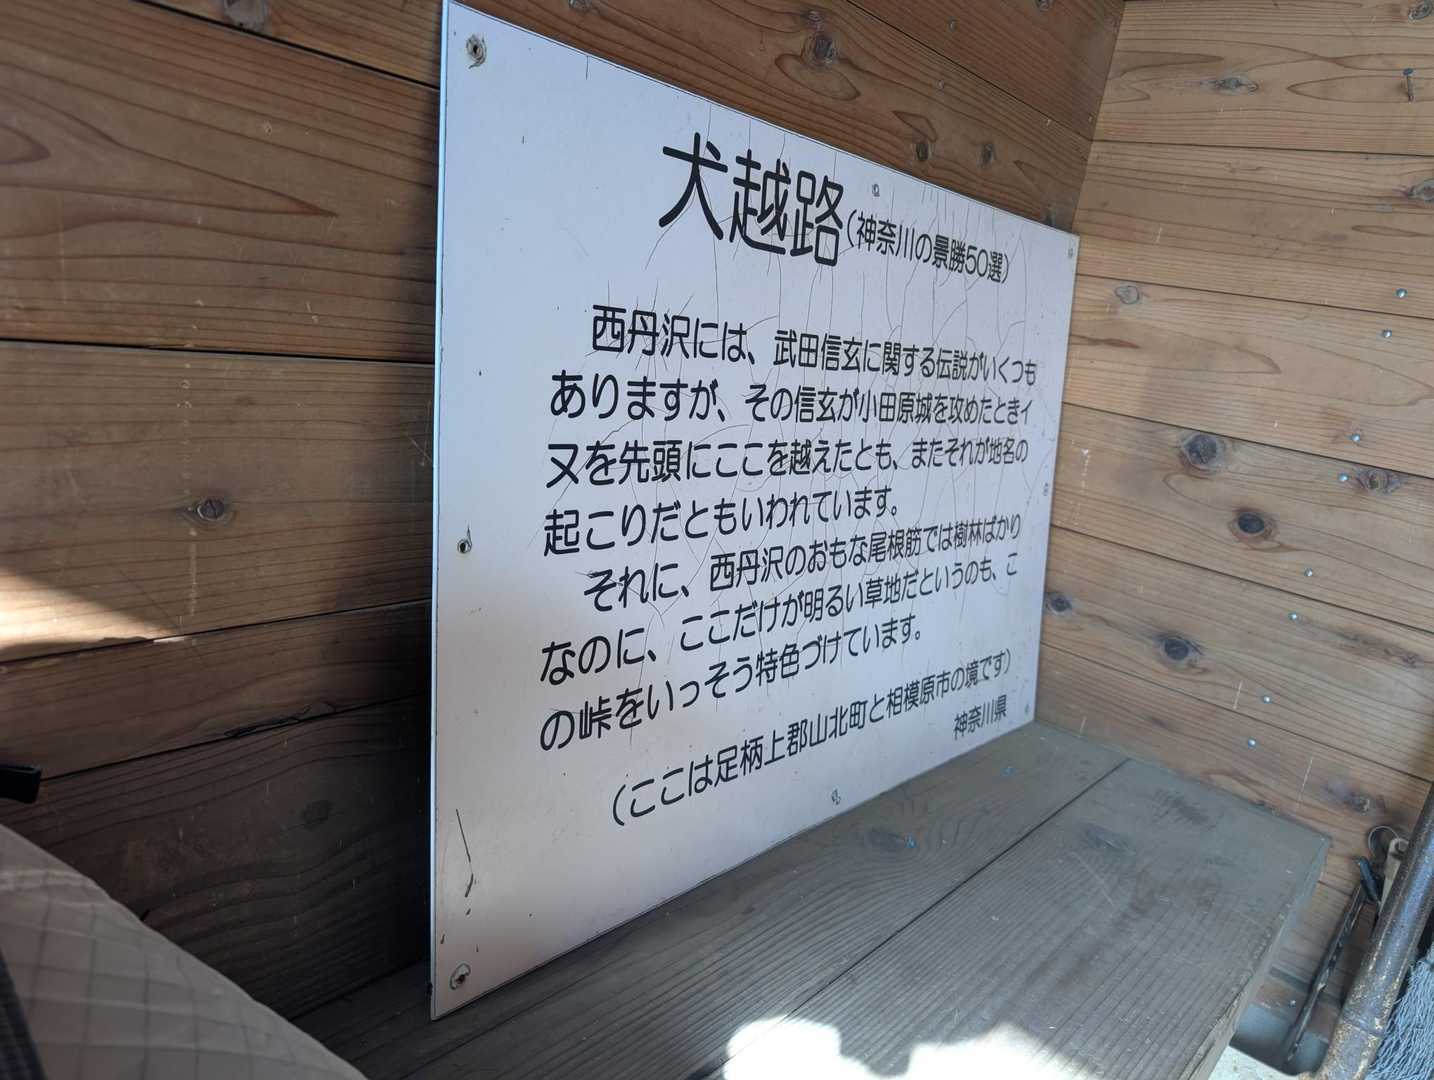 犬越路（神奈川の景勝50選）
西丹沢には、武田信玄に関する伝説がいくつも
ありますが、その信玄が小田原城を攻めたときイ
ヌを先頭にここを越えたとも、またそれが地名の
起こりだともいわれています。
それに、西丹沢のおもな尾根筋では樹林ばかり
なのに、ここだけが明るい草地だというのも、こ
の峠をいっそう特色づけています。
（ここは足柄上郡山北町と相模原市の境です）
神奈川県